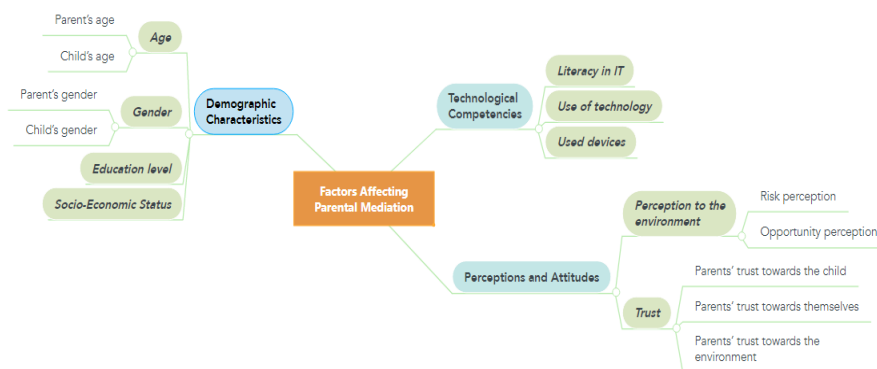 Factors Affecting
Parental Mediation
Demographic
Characteristics
Age
Parent's age
Child's age
Gender
Parent's gender
Child's gender
Education level
Socio-Economic Status
Technological
Competencies
Literacy in IT
Use of technology
Used devices
Perceptions and Attitudes
Perception to the
environment
Risk perception
Opportunity perception
Trust
Parents' trust towards the child
Parents' trust towards themselves
Parents' trust towards the
environment